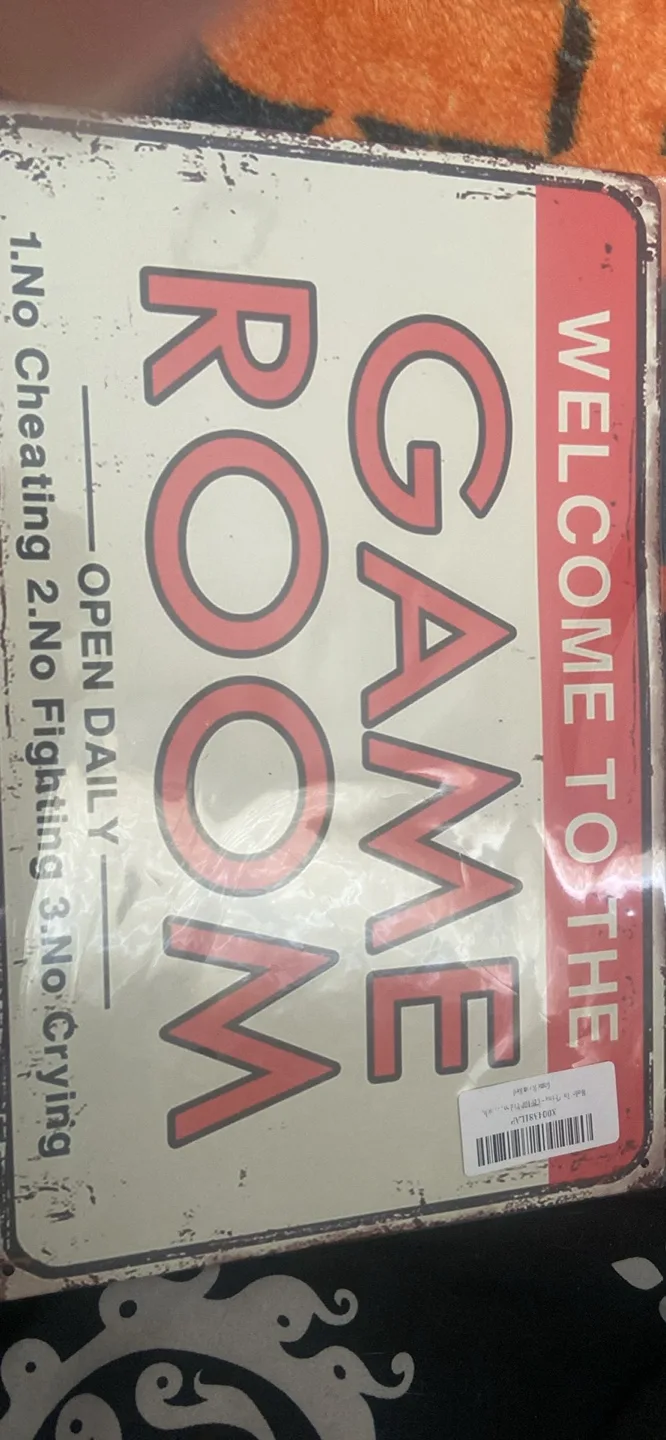 WELCOME TO THE
GAME
ROOM
OPEN DAILY
1.No Cheating 2.No Fighting 3.No Crying